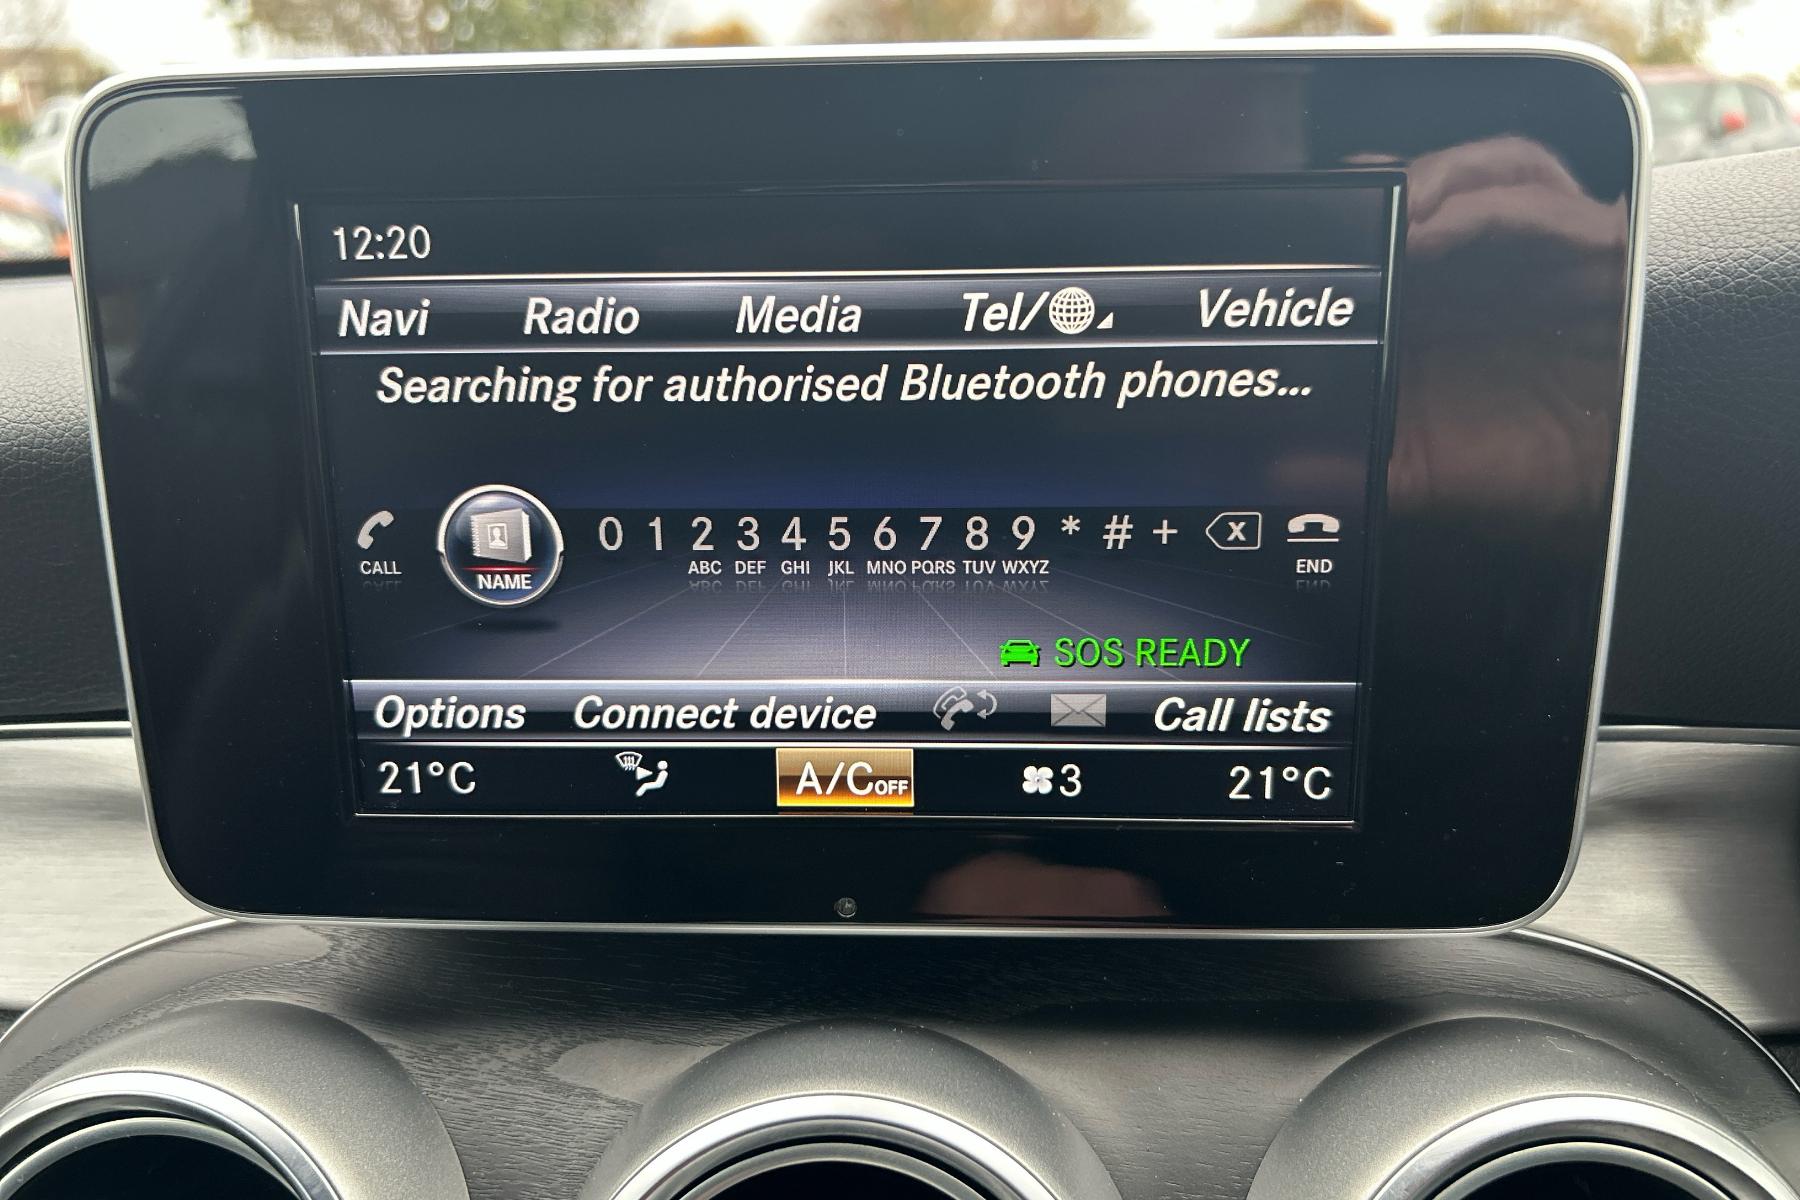 12:20
Navi Radio Media Tel/ Vehicle
Searching for authorised Bluetooth phones...
0 1 2 3 4 5 6 7 8 9 * # + X
CALL NAME ABC DEF GHI JKL MNO PQRS TUV WXYZ END
SOS READY
Options Connect device Call lists
21°C A/C OFF 3 21°C